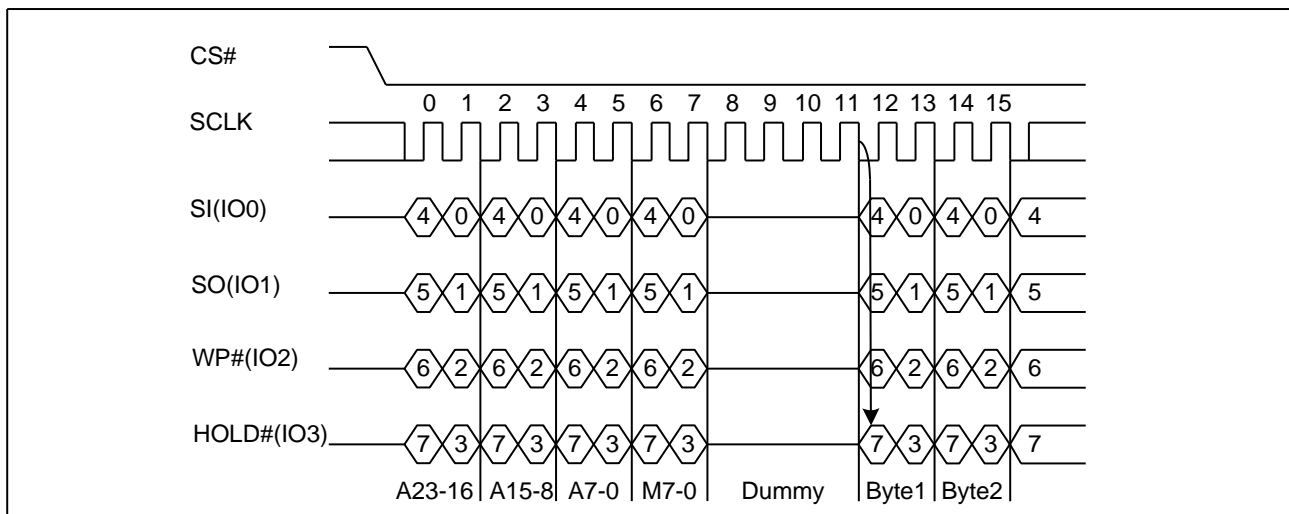 CS#
0 1 2 3 4 5 6 7 8 9 10 11 12 13 14 15
SCLK
SI(IO0) 4 0 4 0 4 0 4 0 4 0 4 0 4
SO(IO1) 5 1 5 1 5 1 5 1 5 1 5 1 5
WP#(IO2) 6 2 6 2 6 2 6 2 6 2 6 2 6
HOLD#(IO3) 7 3 7 3 7 3 7 3 7 3 7 3 7
A23-16 A15-8 A7-0 M7-0 Dummy Byte1 Byte2